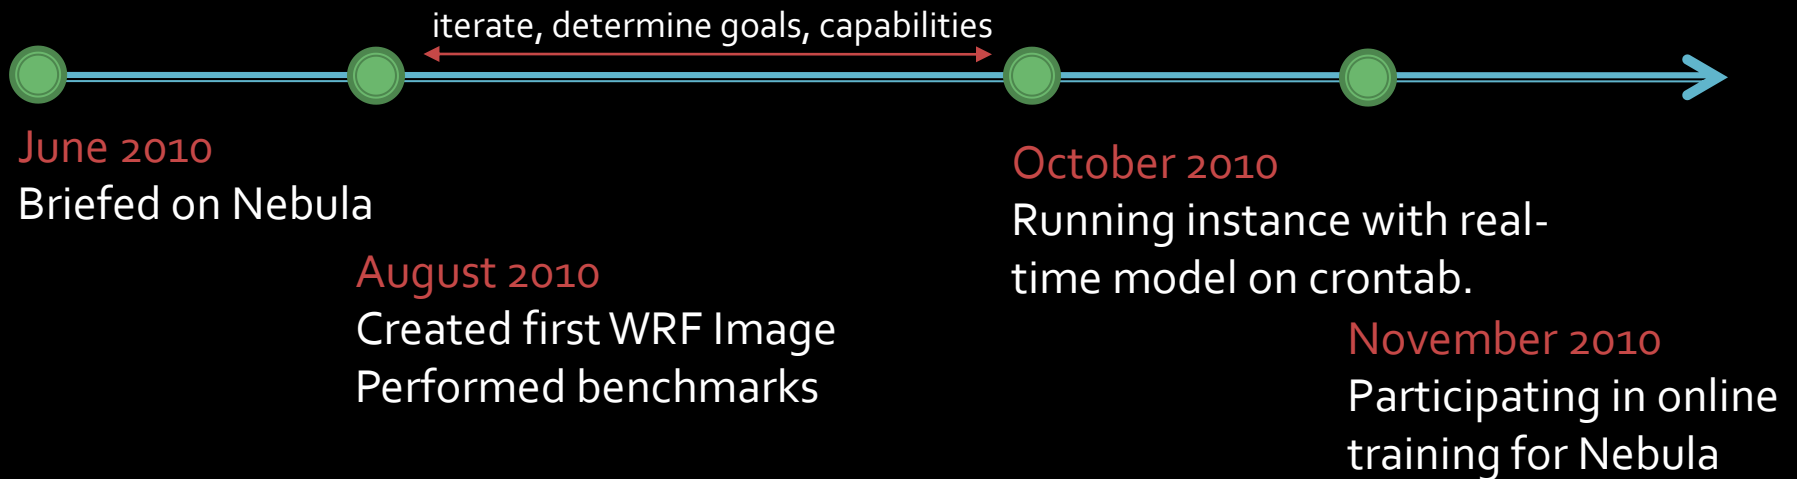 iterate, determine goals, capabilities
June 2010
Briefed on Nebula
August 2010
Created first WRF Image
Performed benchmarks
October 2010
Running instance with real-
time model on crontab.
November 2010
Participating in online
training for Nebula